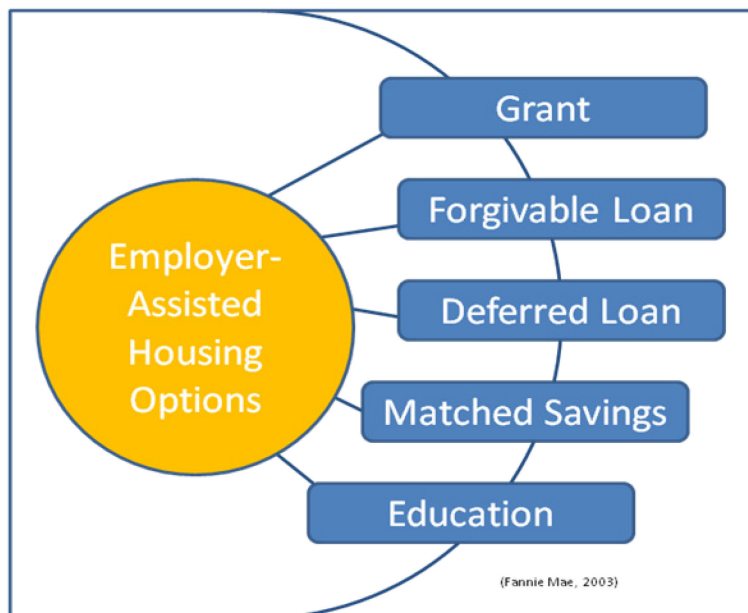 Grant
Forgivable Loan
Employer-
Assisted
Housing
Options
Deferred Loan
Matched Savings
Education
(Fannie Mae, 2003)